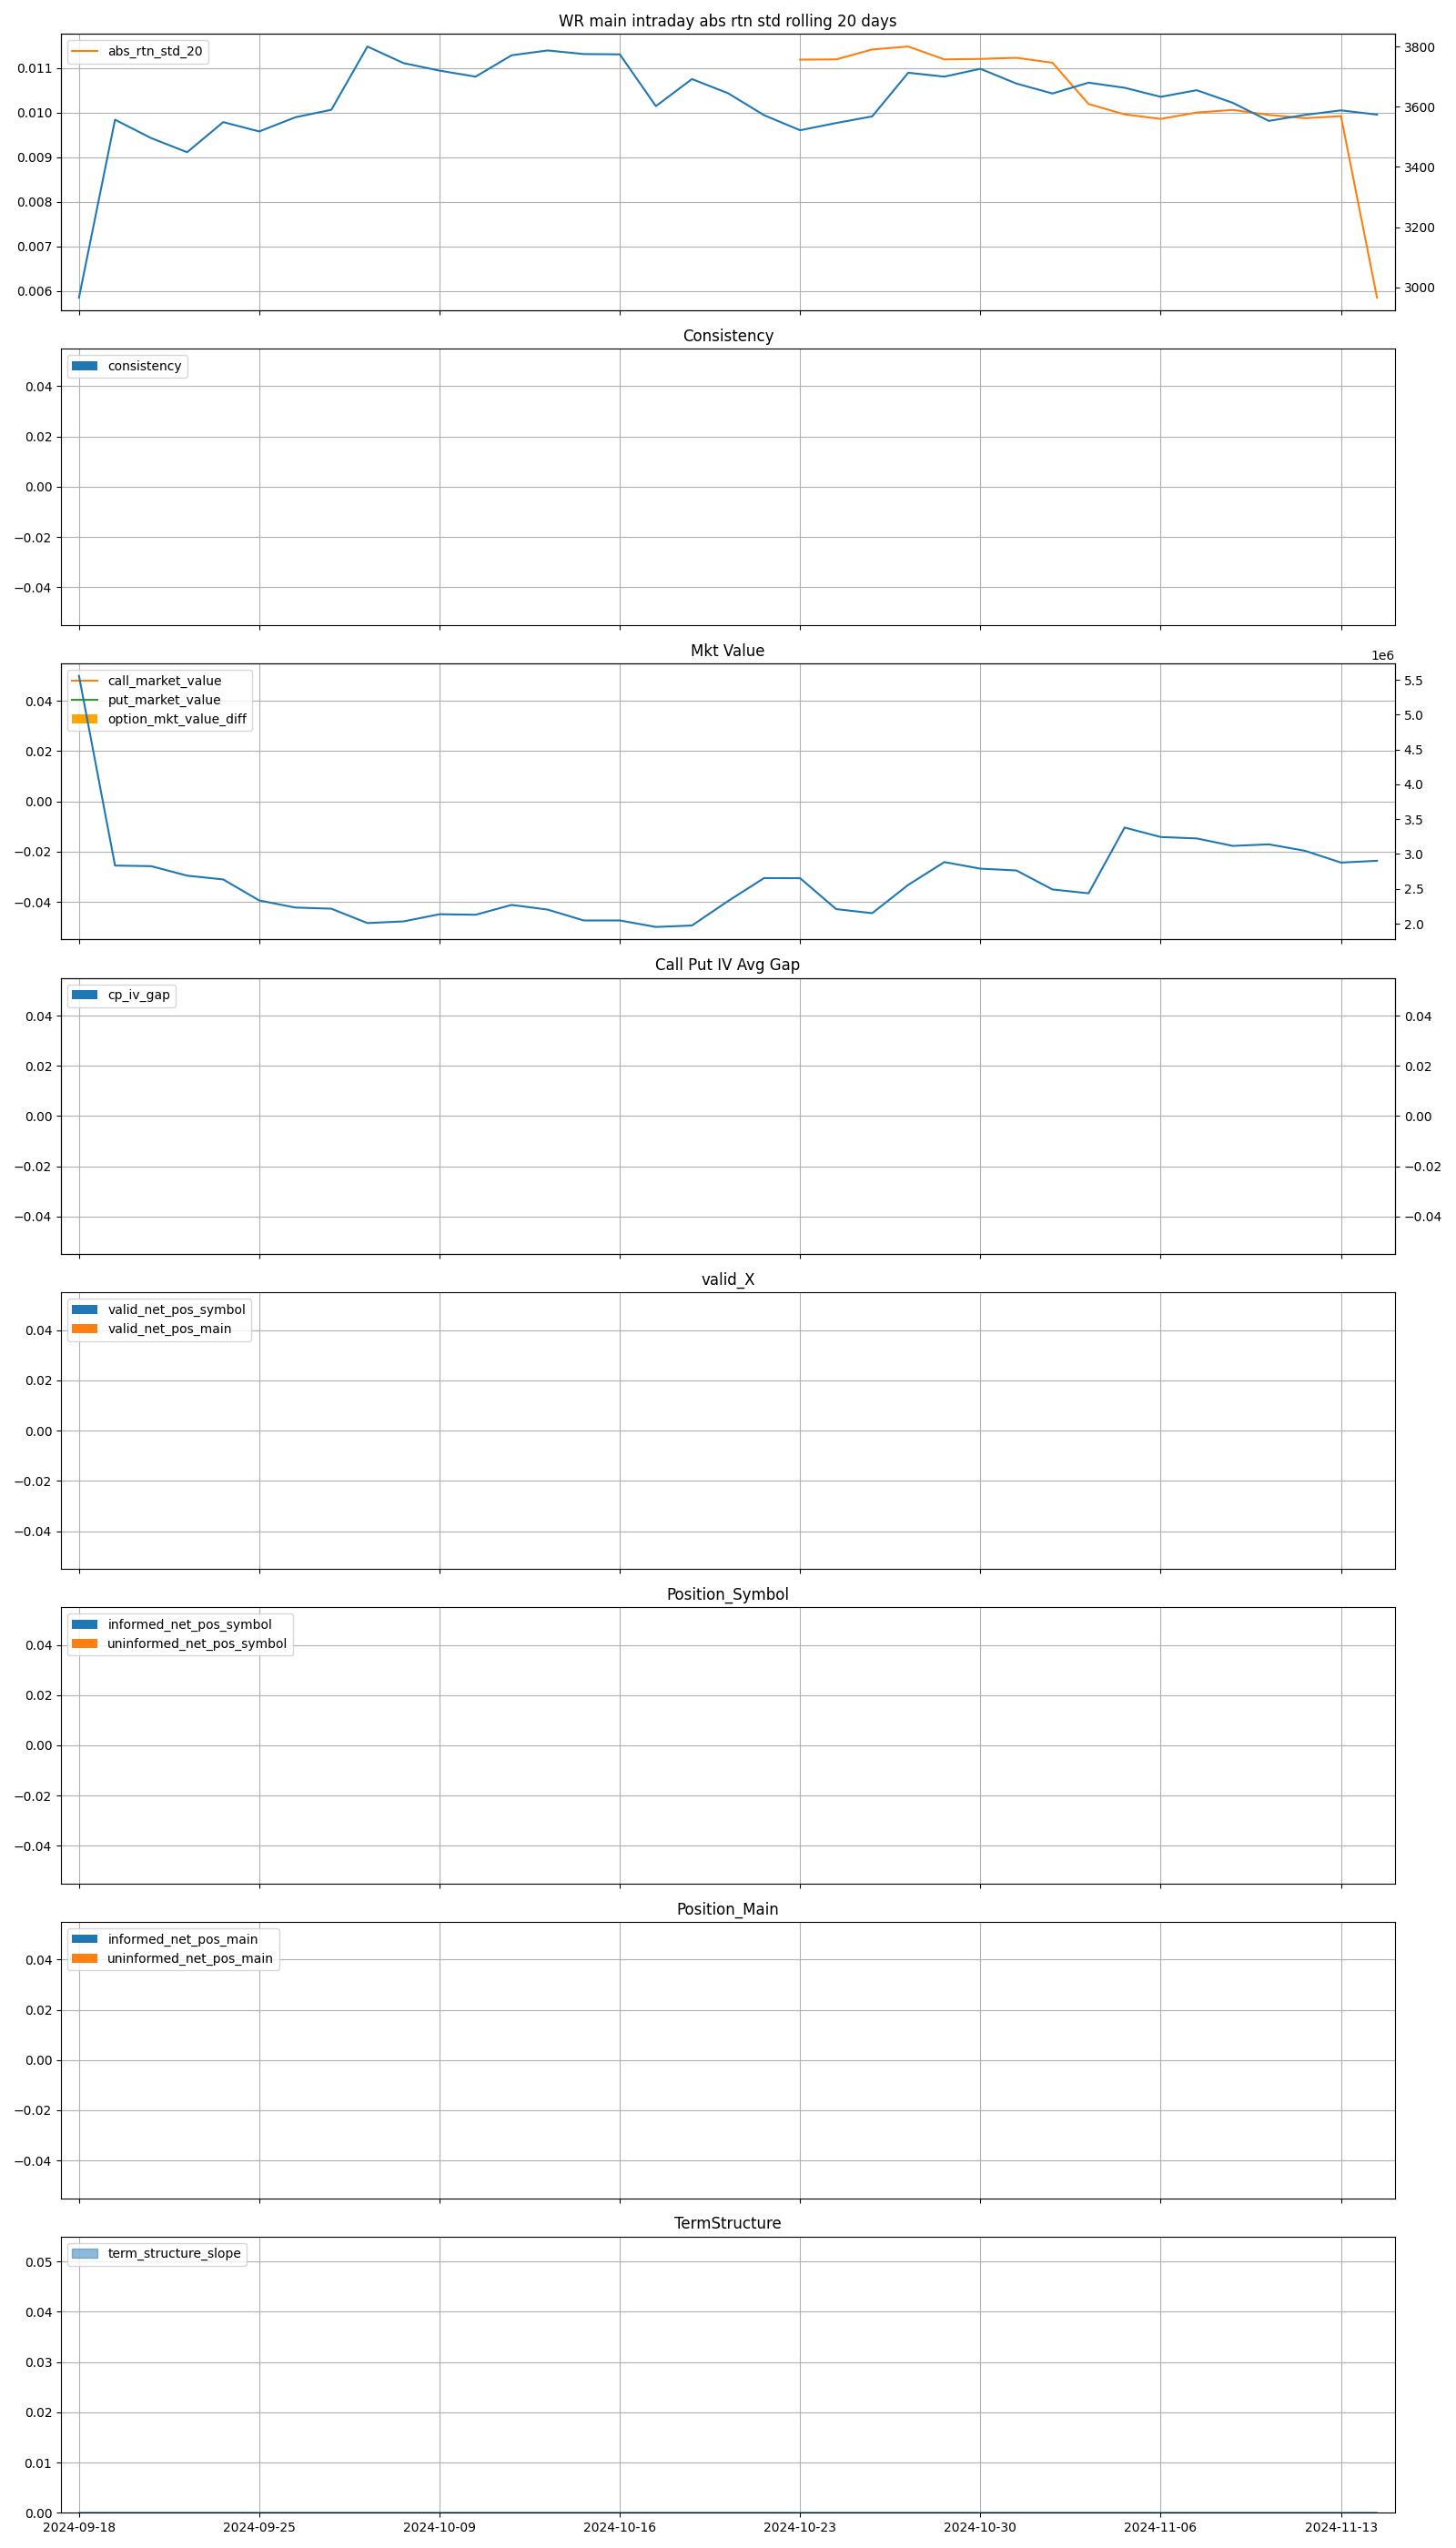 WR main intraday abs rtn std rolling 20 days
abs_rtn_std_20
0.011
0.010
0.009
0.008
0.007
0.006
3800
3600
3400
3200
3000
Consistency
consistency
0.04
0.02
0.00
−0.02
−0.04
Mkt Value
1e6
call_market_value
put_market_value
option_mkt_value_diff
0.04
0.02
0.00
−0.02
−0.04
5.5
5.0
4.5
4.0
3.5
3.0
2.5
2.0
Call Put IV Avg Gap
cp_iv_gap
0.04
0.02
0.00
−0.02
−0.04
0.04
0.02
0.00
−0.02
−0.04
valid_X
valid_net_pos_symbol
valid_net_pos_main
0.04
0.02
0.00
−0.02
−0.04
Position_Symbol
informed_net_pos_symbol
uninformed_net_pos_symbol
0.04
0.02
0.00
−0.02
−0.04
Position_Main
informed_net_pos_main
uninformed_net_pos_main
0.04
0.02
0.00
−0.02
−0.04
TermStructure
term_structure_slope
0.05
0.04
0.03
0.02
0.01
0.00
2024-09-18 2024-09-25 2024-10-09 2024-10-16 2024-10-23 2024-10-30 2024-11-06 2024-11-13